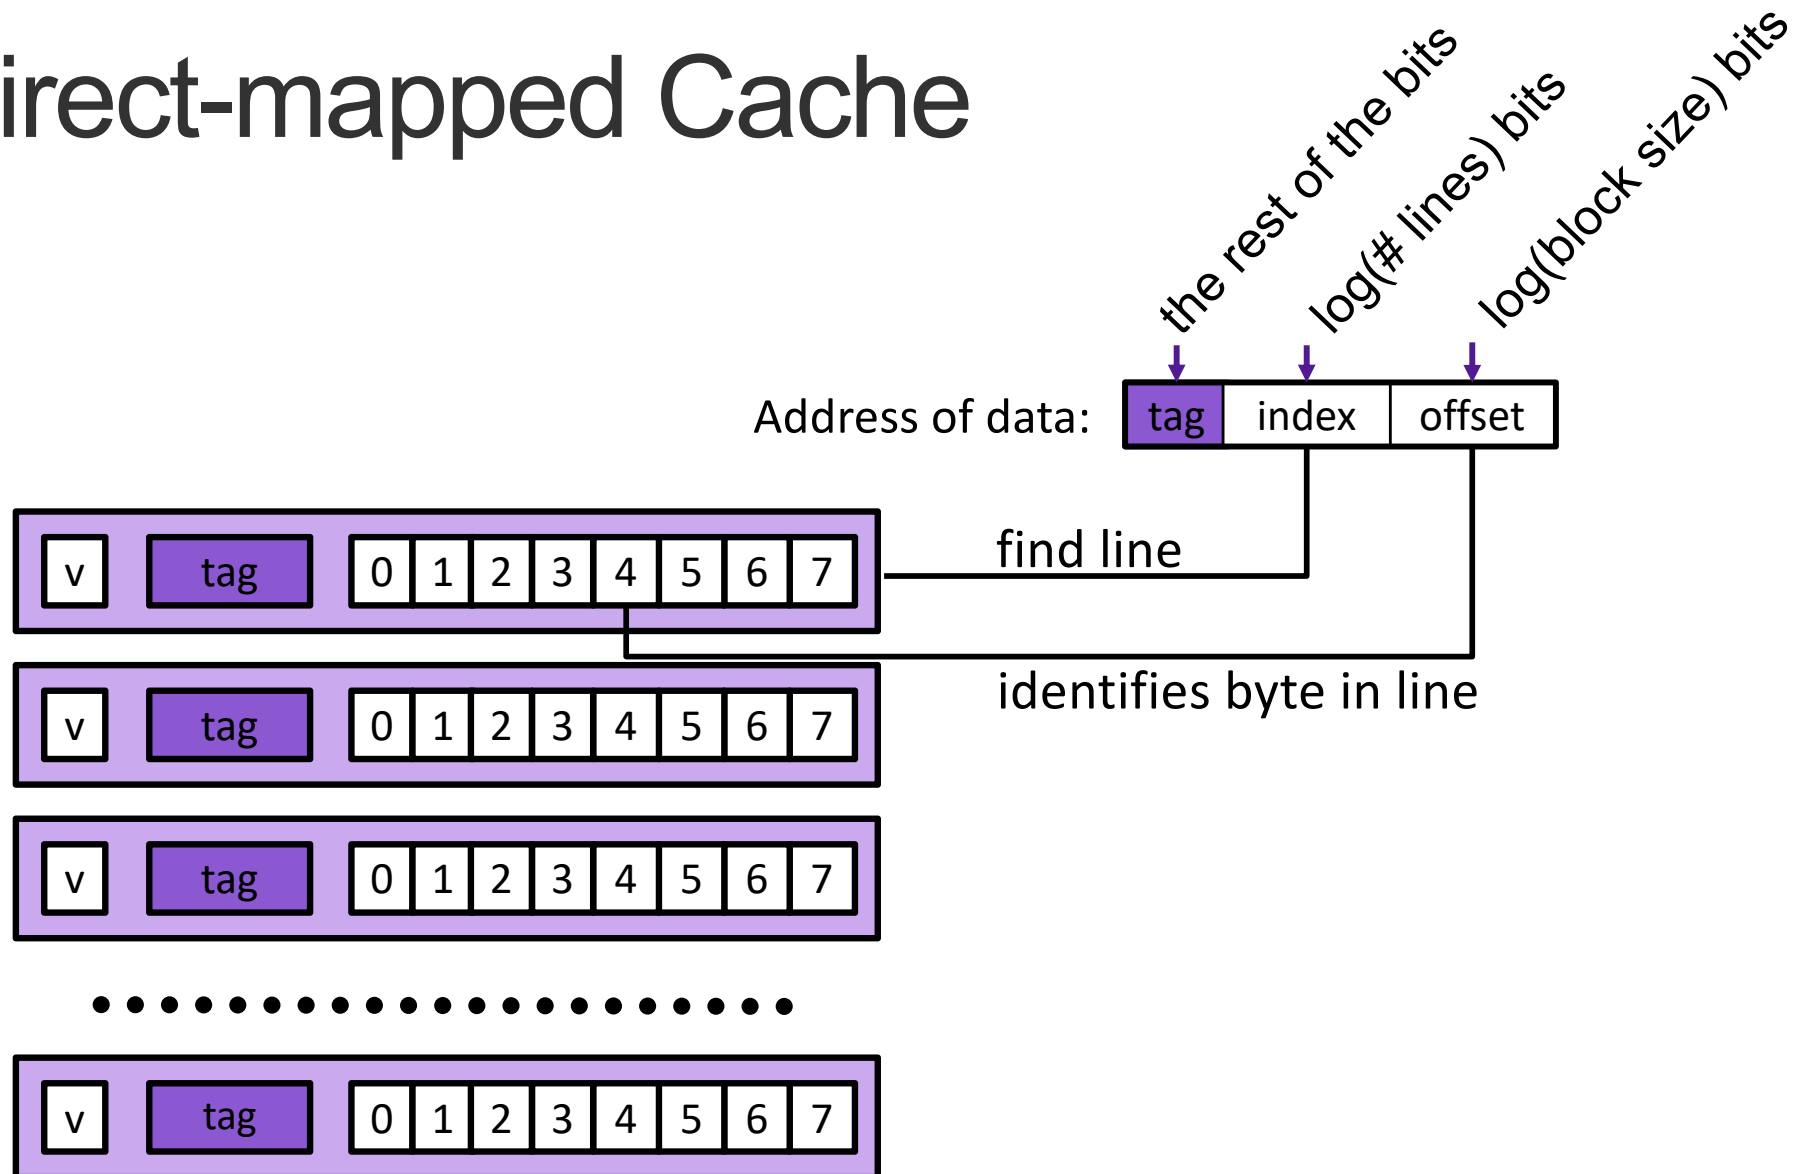 irect-mapped Cache
the rest of the bits
log(# lines) bits
log(block size) bits
Address of data: tag index offset
v tag 0 1 2 3 4 5 6 7
find line
identifies byte in line
v tag 0 1 2 3 4 5 6 7
v tag 0 1 2 3 4 5 6 7
v tag 0 1 2 3 4 5 6 7